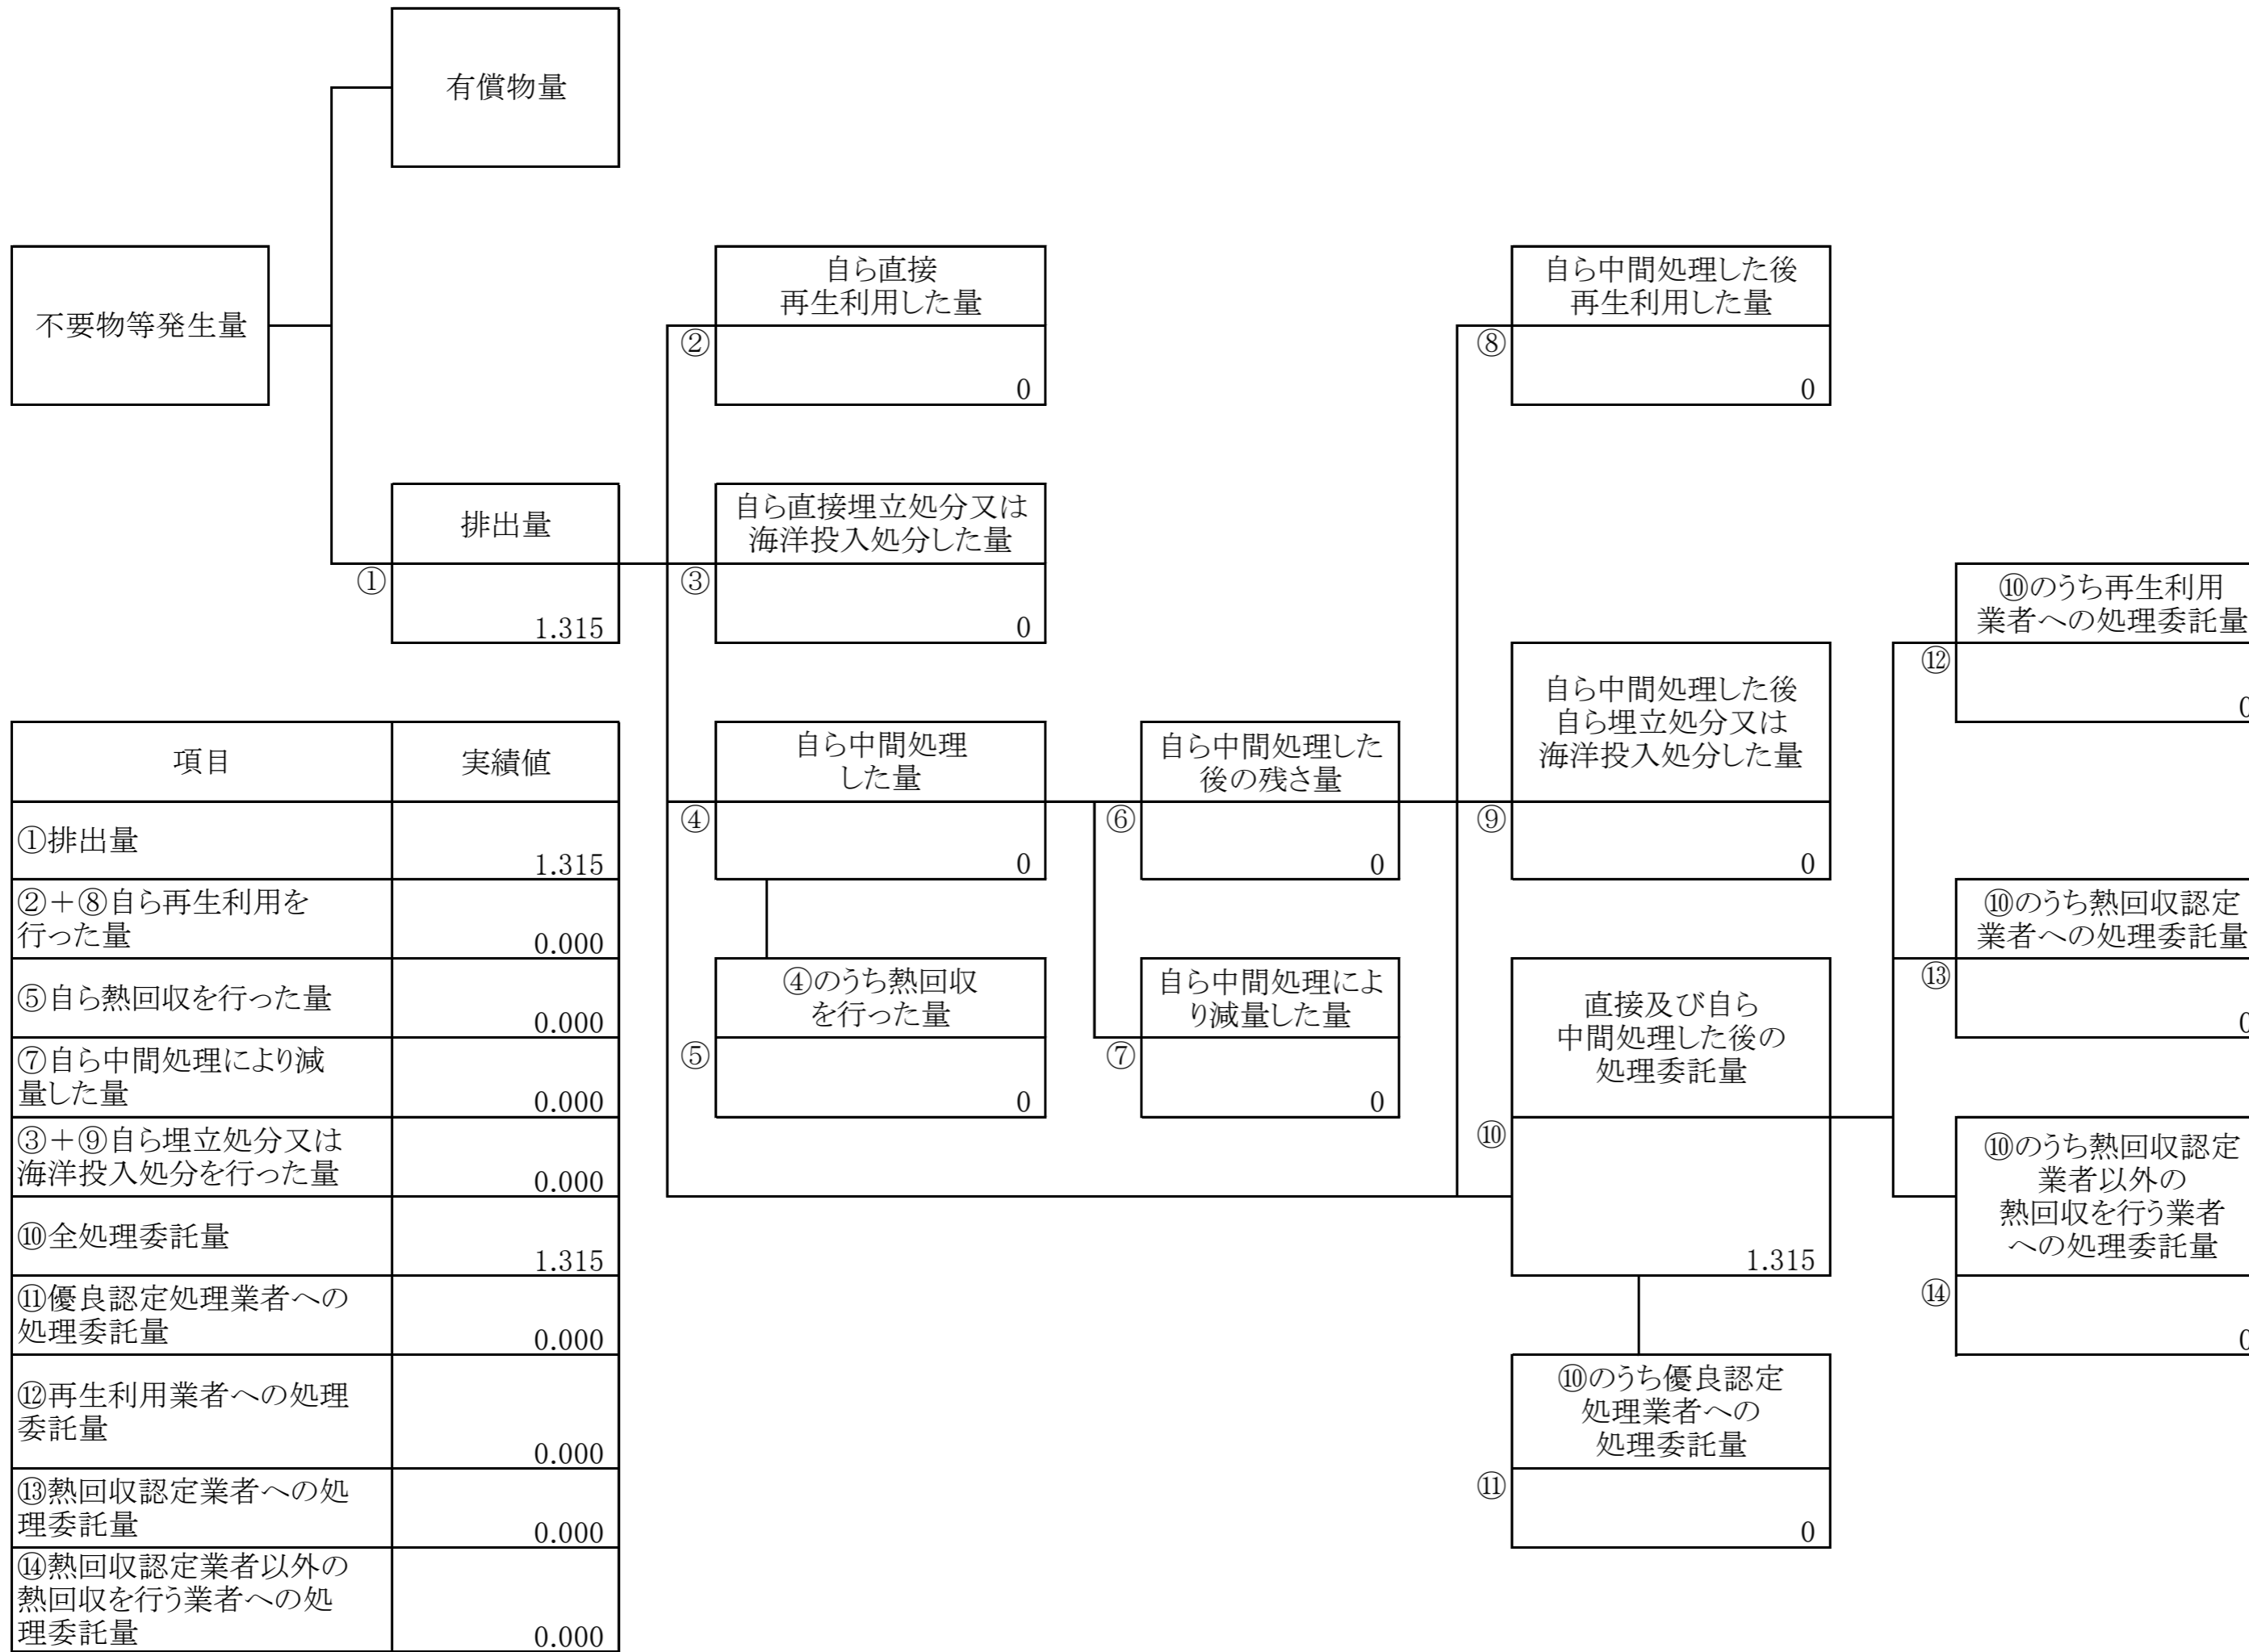 有償物量
不要物等発生量
自ら直接
再生利用した量
②
0
自ら中間処理した後
再生利用した量
⑧
0
排出量
①
1.315
自ら直接埋立処分又は
海洋投入処分した量
③
0
⑩のうち再生利用
業者への処理委託量
⑫
0
自ら中間処理
した量
④
0
自ら中間処理した
後の残さ量
⑥
0
自ら中間処理した後
自ら埋立処分又は
海洋投入処分した量
⑨
0
④のうち熱回収
を行った量
⑤
0
自ら中間処理によ
り減量した量
⑦
0
直接及び自ら
中間処理した後の
処理委託量
⑩
1.315
⑩のうち熱回収認定
業者への処理委託量
⑬
0
⑩のうち熱回収認定
業者以外の
熱回収を行う業者
への処理委託量
⑭
0
⑩のうち優良認定
処理業者への
処理委託量
⑪
0
項目 実績値
①排出量
1.315
②+⑧自ら再生利用を
行った量
0.000
⑤自ら熱回収を行った量
0.000
⑦自ら中間処理により減
量した量
0.000
③+⑨自ら埋立処分又は
海洋投入処分を行った量
0.000
⑩全処理委託量
1.315
⑪優良認定処理業者への
処理委託量
0.000
⑫再生利用業者への処理
委託量
0.000
⑬熱回収認定業者への処
理委託量
0.000
⑭熱回収認定業者以外の
熱回収を行う業者への処
理委託量
0.000